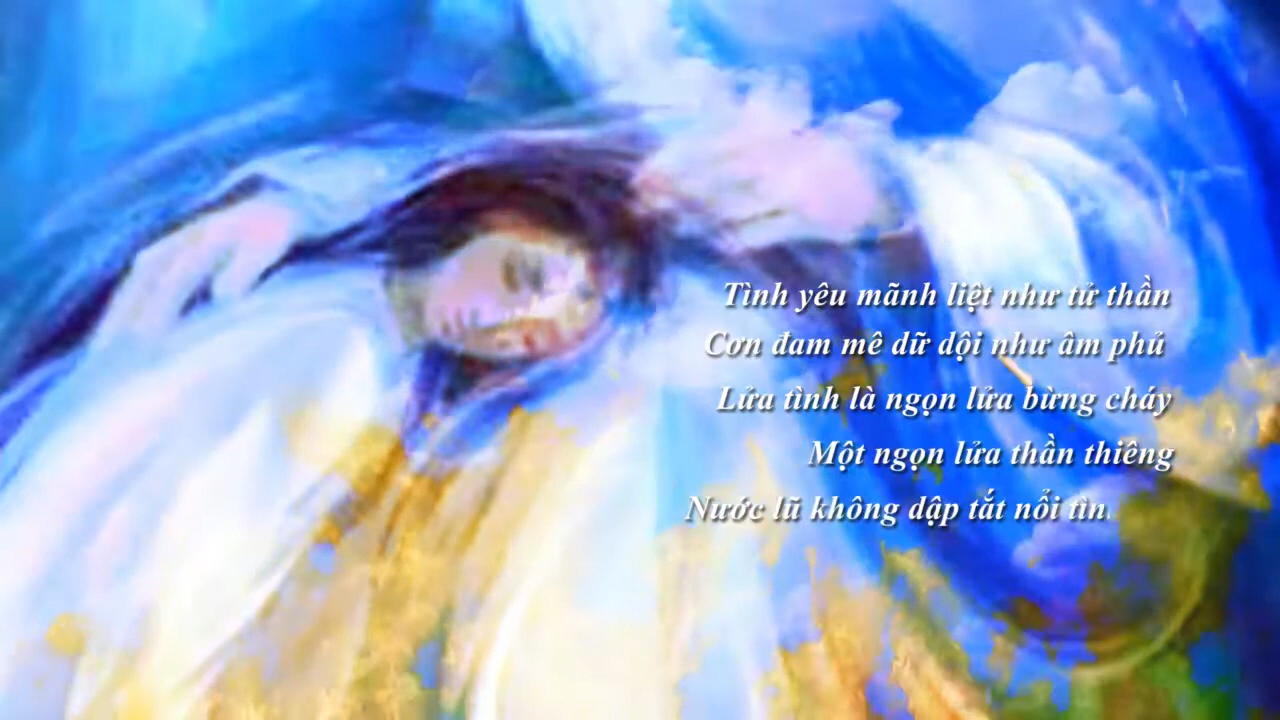 Tình yêu mãnh liệt như tử thần
Cơn đam mê dữ dội như âm phủ
Lửa tình là ngọn lửa bừng cháy
Một ngọn lửa thần thiêng
Nước lũ không dập tắt nổi tìn